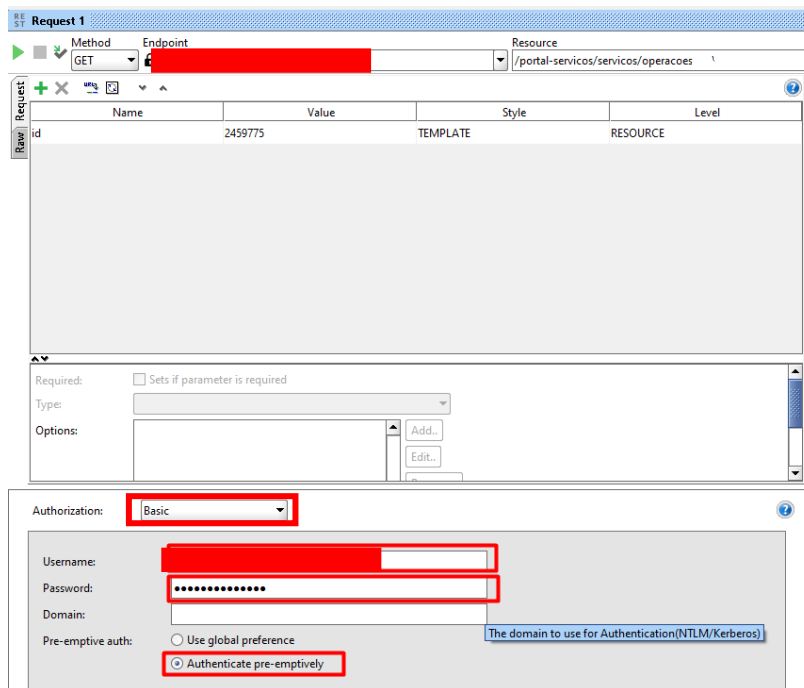 REST Request 1
Method Endpoint Resource
GET /portal-servicos/servicos/operacoes
Request
Raw
Name Value Style Level
id 2459775 TEMPLATE RESOURCE
Required: Sets if parameter is required
Type:
Options: Add..
Edit..
Authorization: Basic
Username:
Password: ••••••••••••••
Domain:
The domain to use for Authentication(NTLM/Kerberos)
Pre-emptive auth: Use global preference
Authenticate pre-emptively